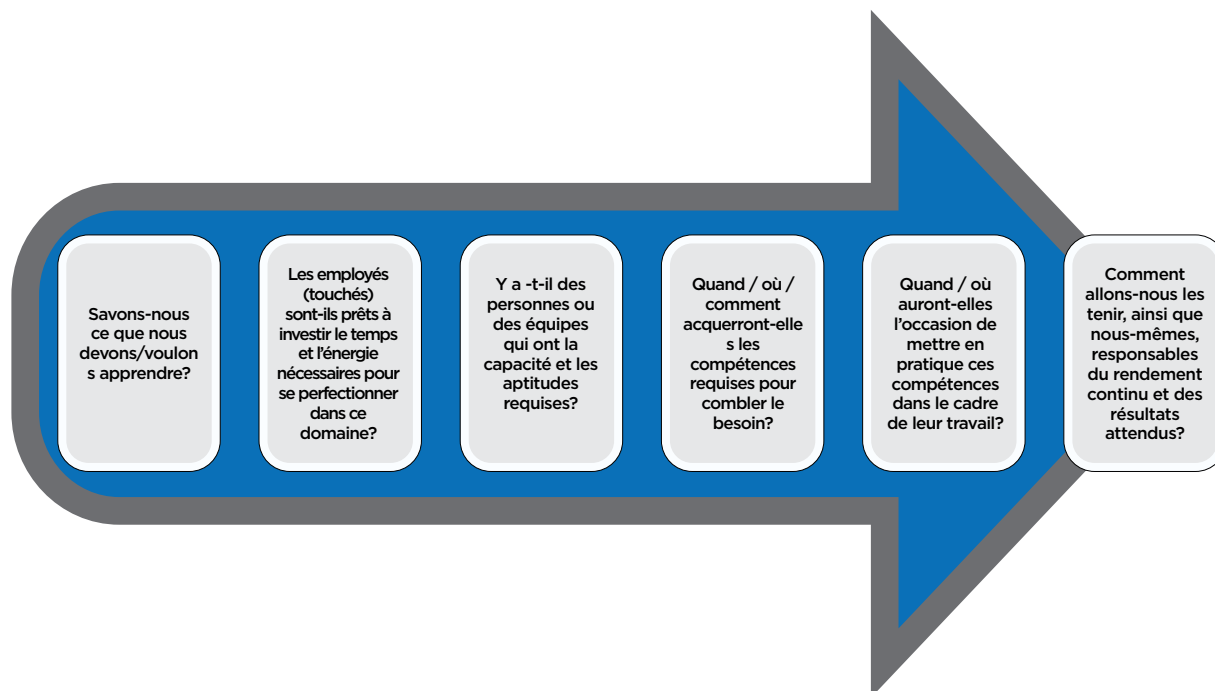 Savons-nous
ce que nous
devons/voulon
s apprendre?
Les employés
(touchés)
sont-ils prêts à
investir le temps
et l'énergie
nécessaires pour
se perfectionner
dans ce
domaine?
Y a -t-il des
personnes ou
des équipes
qui ont la
capacité et les
aptitudes
requises?
Quand / où /
comment
acquerront-elle
s les
compétences
requises pour
combler le
besoin?
Quand / où
auront-elles
l'occasion de
mettre en
pratique ces
compétences
dans le cadre
de leur travail?
Comment
allons-nous les
tenir, ainsi que
nous-mêmes,
responsables
du rendement
continu et des
résultats
attendus?